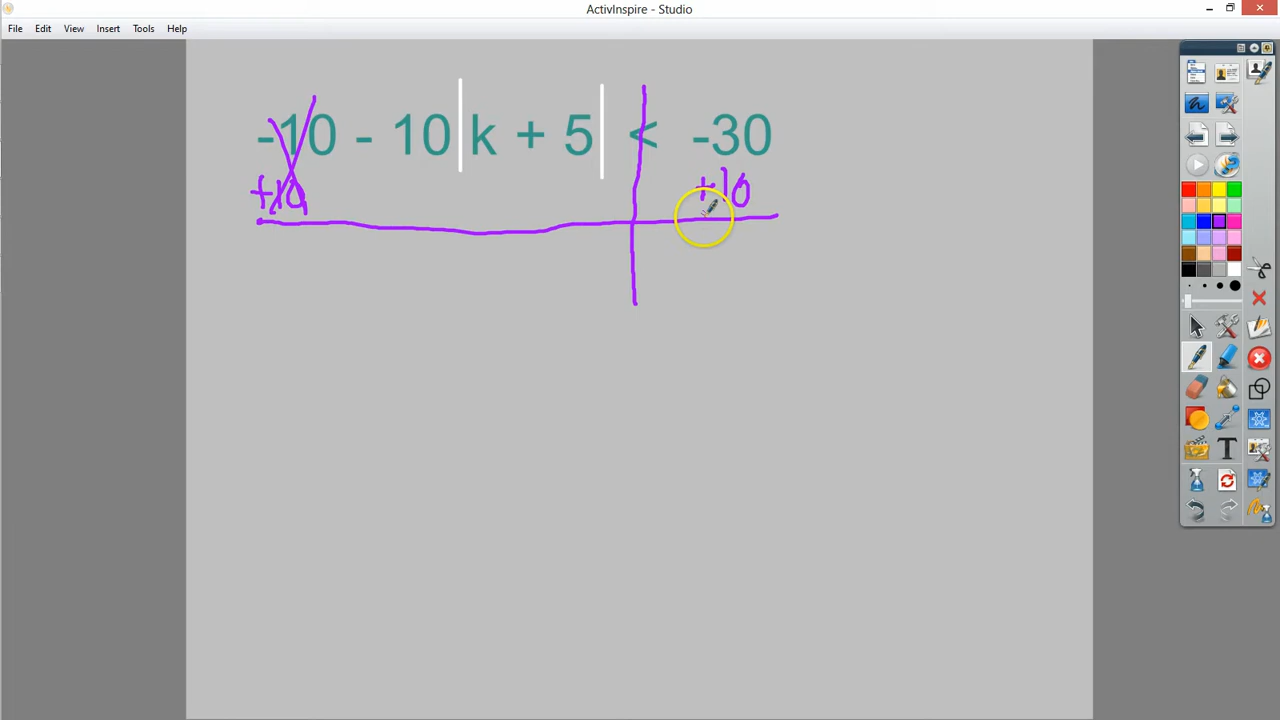 ActivInspire - Studio
File Edit View Insert Tools Help
-10 - 10|k + 5| < -30
+10 +10
T